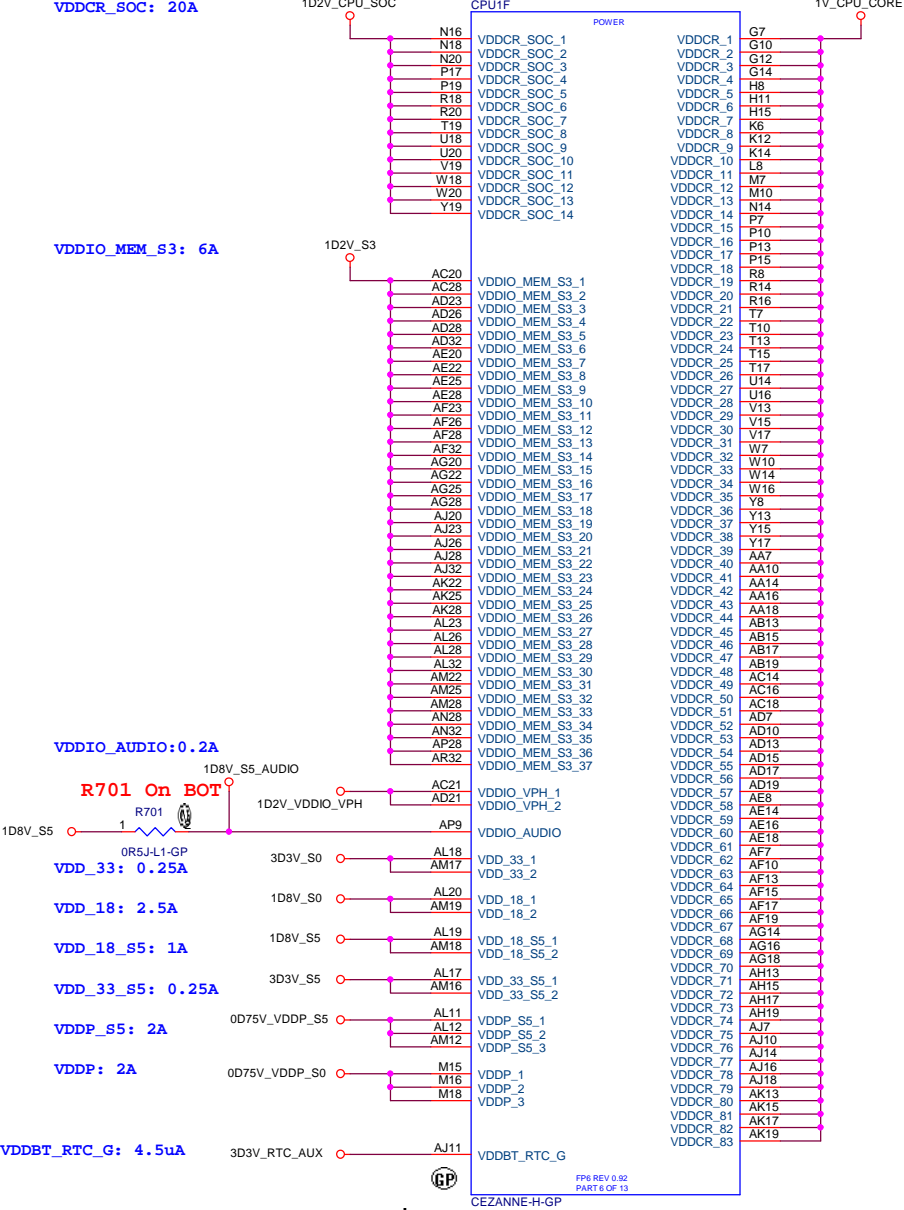 VDDCR_SOC: 20A
1D2V_CPU_SOC
CPU1F
1V_CPU_CORE
POWER
N16 VDDCR_SOC_1
N18 VDDCR_SOC_2
N20 VDDCR_SOC_3
P17 VDDCR_SOC_4
P19 VDDCR_SOC_5
R18 VDDCR_SOC_6
R20 VDDCR_SOC_7
T19 VDDCR_SOC_8
U18 VDDCR_SOC_9
U20 VDDCR_SOC_10
V19 VDDCR_SOC_11
W18 VDDCR_SOC_12
W20 VDDCR_SOC_13
Y19 VDDCR_SOC_14
VDDIO_MEM_S3: 6A
1D2V_S3
AC20 VDDIO_MEM_S3_1
AC28 VDDIO_MEM_S3_2
AD23 VDDIO_MEM_S3_3
AD26 VDDIO_MEM_S3_4
AD28 VDDIO_MEM_S3_5
AD32 VDDIO_MEM_S3_6
AE20 VDDIO_MEM_S3_7
AE22 VDDIO_MEM_S3_8
AE25 VDDIO_MEM_S3_9
AE28 VDDIO_MEM_S3_10
AF23 VDDIO_MEM_S3_11
AF26 VDDIO_MEM_S3_12
AF28 VDDIO_MEM_S3_13
AF32 VDDIO_MEM_S3_14
AG20 VDDIO_MEM_S3_15
AG22 VDDIO_MEM_S3_16
AG25 VDDIO_MEM_S3_17
AG28 VDDIO_MEM_S3_18
AJ20 VDDIO_MEM_S3_19
AJ23 VDDIO_MEM_S3_20
AJ26 VDDIO_MEM_S3_21
AJ28 VDDIO_MEM_S3_22
AJ32 VDDIO_MEM_S3_23
AK22 VDDIO_MEM_S3_24
AK25 VDDIO_MEM_S3_25
AK28 VDDIO_MEM_S3_26
AL23 VDDIO_MEM_S3_27
AL26 VDDIO_MEM_S3_28
AL28 VDDIO_MEM_S3_29
AL32 VDDIO_MEM_S3_30
AM22 VDDIO_MEM_S3_31
AM25 VDDIO_MEM_S3_32
AM28 VDDIO_MEM_S3_33
AN28 VDDIO_MEM_S3_34
AN32 VDDIO_MEM_S3_35
AP28 VDDIO_MEM_S3_36
AR32 VDDIO_MEM_S3_37
VDDIO_AUDIO:0.2A
1D8V_S5_AUDIO
R701 On BOT
1D2V_VDDIO_VPH
AC21 VDDIO_VPH_1
AD21 VDDIO_VPH_2
R701
1D8V_S5 1
0R5J-L1-GP
AP9 VDDIO_AUDIO
VDD_33: 0.25A
3D3V_S0
AL18 VDD_33_1
AM17 VDD_33_2
VDD_18: 2.5A
1D8V_S0
AL20 VDD_18_1
AM19 VDD_18_2
VDD_18_S5: 1A
1D8V_S5
AL19 VDD_18_S5_1
AM18 VDD_18_S5_2
VDD_33_S5: 0.25A
3D3V_S5
AL17 VDD_33_S5_1
AM16 VDD_33_S5_2
VDDP_S5: 2A
0D75V_VDDP_S5
AL11 VDDP_S5_1
AL12 VDDP_S5_2
AM12 VDDP_S5_3
VDDP: 2A
0D75V_VDDP_S0
M15 VDDP_1
M16 VDDP_2
M18 VDDP_3
VDDBT_RTC_G: 4.5uA
3D3V_RTC_AUX
AJ11 VDDBT_RTC_G
GP
VDDCR_1 G7
VDDCR_2 G10
VDDCR_3 G12
VDDCR_4 G14
VDDCR_5 H8
VDDCR_6 H11
VDDCR_7 H15
VDDCR_8 K6
VDDCR_9 K12
VDDCR_10 K14
VDDCR_11 L8
VDDCR_12 M7
VDDCR_13 M10
VDDCR_14 N14
VDDCR_15 P7
VDDCR_16 P10
VDDCR_17 P13
VDDCR_18 P15
VDDCR_19 R8
VDDCR_20 R14
VDDCR_21 R16
VDDCR_22 T7
VDDCR_23 T10
VDDCR_24 T13
VDDCR_25 T15
VDDCR_26 T17
VDDCR_27 U14
VDDCR_28 U16
VDDCR_29 V13
VDDCR_30 V15
VDDCR_31 V17
VDDCR_32 W7
VDDCR_33 W10
VDDCR_34 W14
VDDCR_35 W16
VDDCR_36 Y8
VDDCR_37 Y13
VDDCR_38 Y15
VDDCR_39 Y17
VDDCR_40 AA7
VDDCR_41 AA10
VDDCR_42 AA14
VDDCR_43 AA16
VDDCR_44 AA18
VDDCR_45 AB13
VDDCR_46 AB15
VDDCR_47 AB17
VDDCR_48 AB19
VDDCR_49 AC14
VDDCR_50 AC16
VDDCR_51 AC18
VDDCR_52 AD7
VDDCR_53 AD10
VDDCR_54 AD13
VDDCR_55 AD15
VDDCR_56 AD17
VDDCR_57 AD19
VDDCR_58 AE8
VDDCR_59 AE14
VDDCR_60 AE16
VDDCR_61 AE18
VDDCR_62 AF7
VDDCR_63 AF10
VDDCR_64 AF13
VDDCR_65 AF15
VDDCR_66 AF17
VDDCR_67 AF19
VDDCR_68 AG14
VDDCR_69 AG16
VDDCR_70 AG18
VDDCR_71 AH13
VDDCR_72 AH15
VDDCR_73 AH17
VDDCR_74 AH19
VDDCR_75 AJ7
VDDCR_76 AJ10
VDDCR_77 AJ14
VDDCR_78 AJ16
VDDCR_79 AJ18
VDDCR_80 AK13
VDDCR_81 AK15
VDDCR_82 AK17
VDDCR_83 AK19
FP6 REV 0.92
PART 6 OF 13
CEZANNE-H-GP